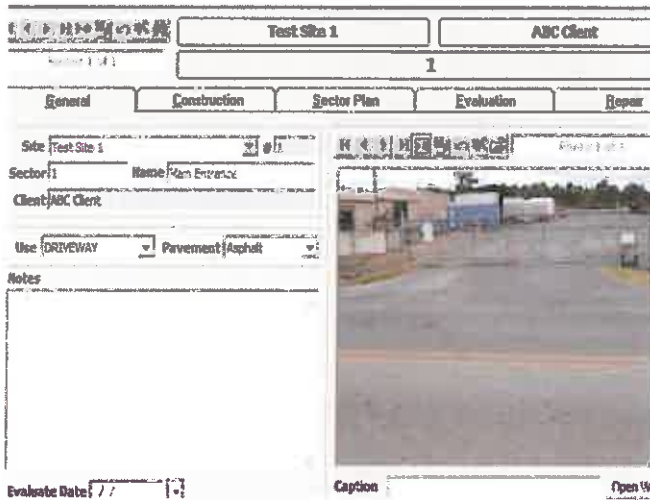 Test Site 1 ABC Client
1
General Construction Sector Plan Evaluation Repair
Site Test Site 1 #
Sector 1 Name Main Entrance
Client ABC Client
Use DRIVEWAY Pavement Asphalt
Notes
Evaluate Date / /
Caption Open W